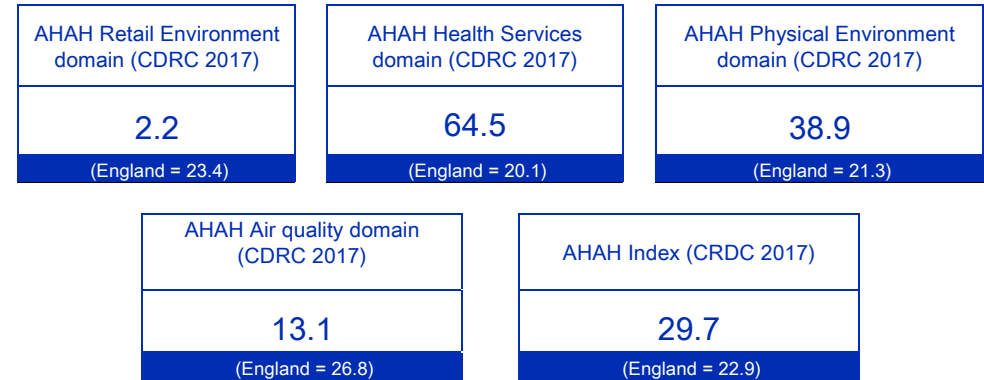 AHAH Retail Environment
domain (CDRC 2017)
2.2
(England = 23.4)
AHAH Health Services
domain (CDRC 2017)
64.5
(England = 20.1)
AHAH Physical Environment
domain (CDRC 2017)
38.9
(England = 21.3)
AHAH Air quality domain
(CDRC 2017)
13.1
(England = 26.8)
AHAH Index (CRDC 2017)
29.7
(England = 22.9)